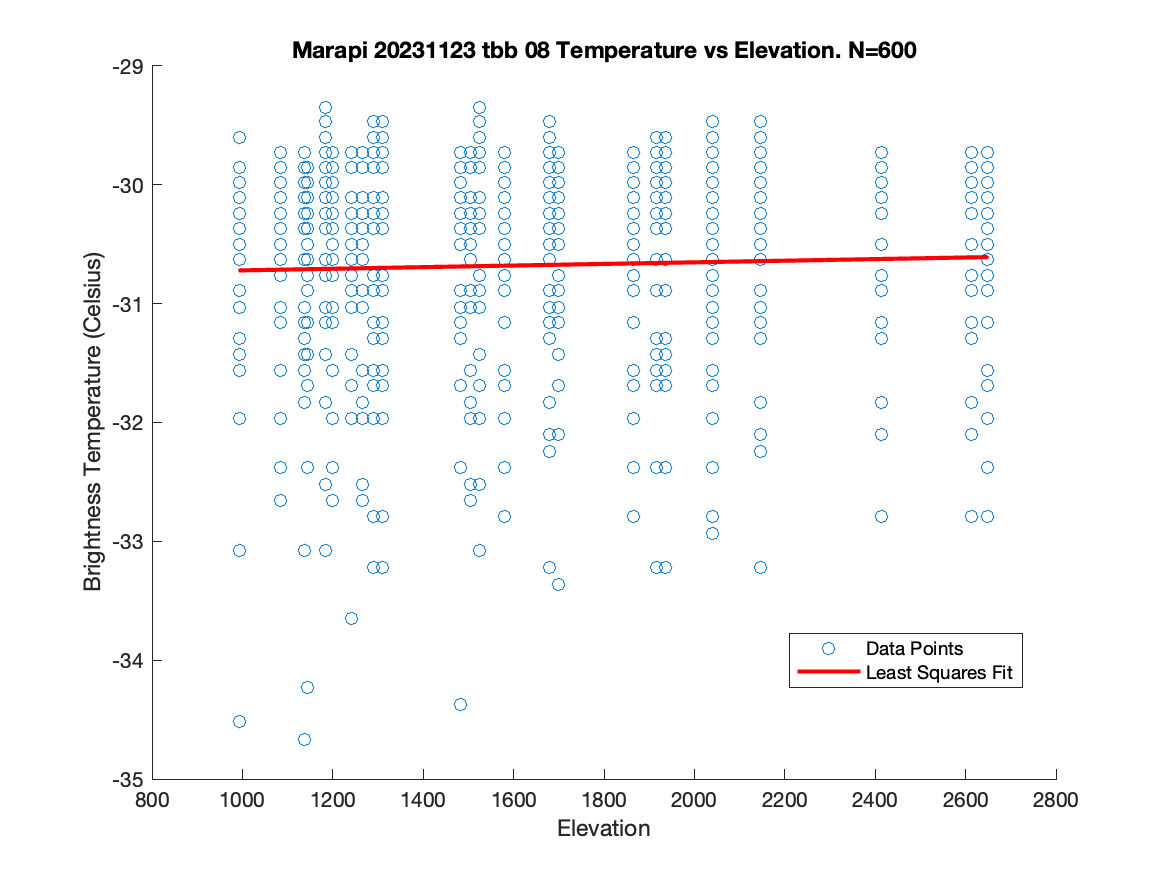 Marapi 20231123 tbb 08 Temperature vs Elevation. N=600
-29
-30
-31
-32
-33
-34
-35
Brightness Temperature (Celsius)
Data Points
Least Squares Fit
800 1000 1200 1400 1600 1800 2000 2200 2400 2600 2800
Elevation